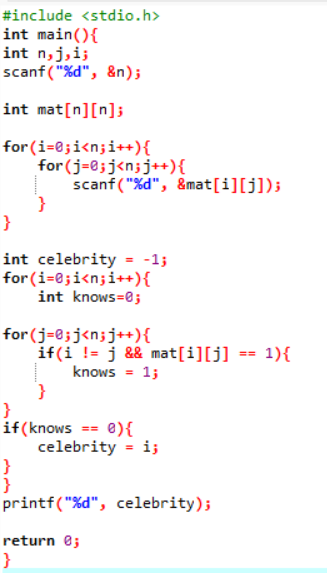 #include <stdio.h>
int main(){
int n,j,i;
scanf("%d", &n);
int mat[n][n];
for(i=0;i<n;i++){
for(j=0;j<n;j++){
scanf("%d", &mat[i][j]);
}
}
int celebrity = -1;
for(i=0;i<n;i++){
int knows=0;
for(j=0;j<n;j++){
if(i != j && mat[i][j] == 1){
knows = 1;
}
}
if(knows == 0){
celebrity = i;
}
}
printf("%d", celebrity);
return 0;
}